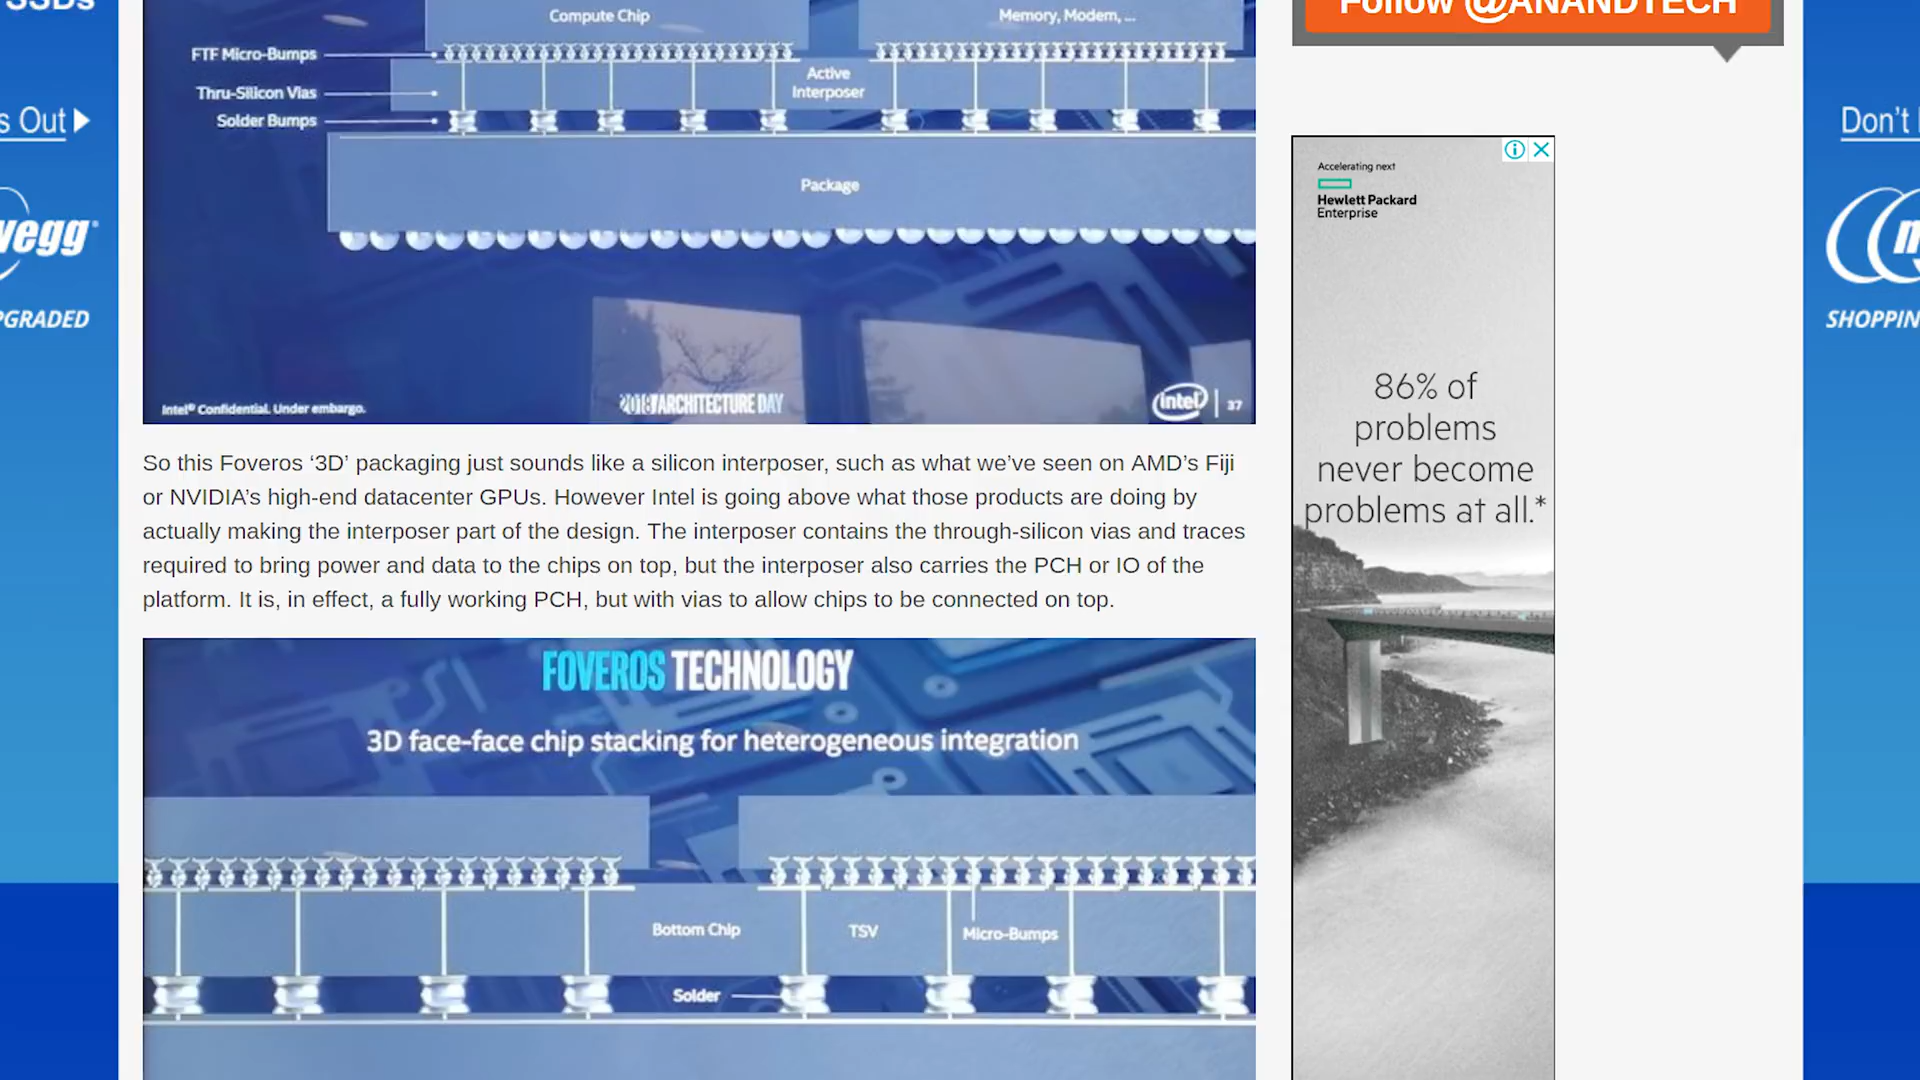 Follow @ANANDTECH
Compute Chip
Memory, Modem, ...
FTF Micro-Bumps
Active
Interposer
Thru-Silicon Vias
Solder Bumps
s Out
Don't
Package
Accelerating next
Hewlett Packard
Enterprise
wegg
PGRADED
SHOPPIN
86% of
problems
never become
problems at all.*
Intel® Confidential. Under embargo.
2018 ARCHITECTURE DAY
intel
37
So this Foveros ‘3D’ packaging just sounds like a silicon interposer, such as what we’ve seen on AMD’s Fiji
or NVIDIA’s high-end datacenter GPUs. However Intel is going above what those products are doing by
actually making the interposer part of the design. The interposer contains the through-silicon vias and traces
required to bring power and data to the chips on top, but the interposer also carries the PCH or IO of the
platform. It is, in effect, a fully working PCH, but with vias to allow chips to be connected on top.
FOVEROS TECHNOLOGY
3D face-face chip stacking for heterogeneous integration
Bottom Chip
TSV
Micro-Bumps
Solder